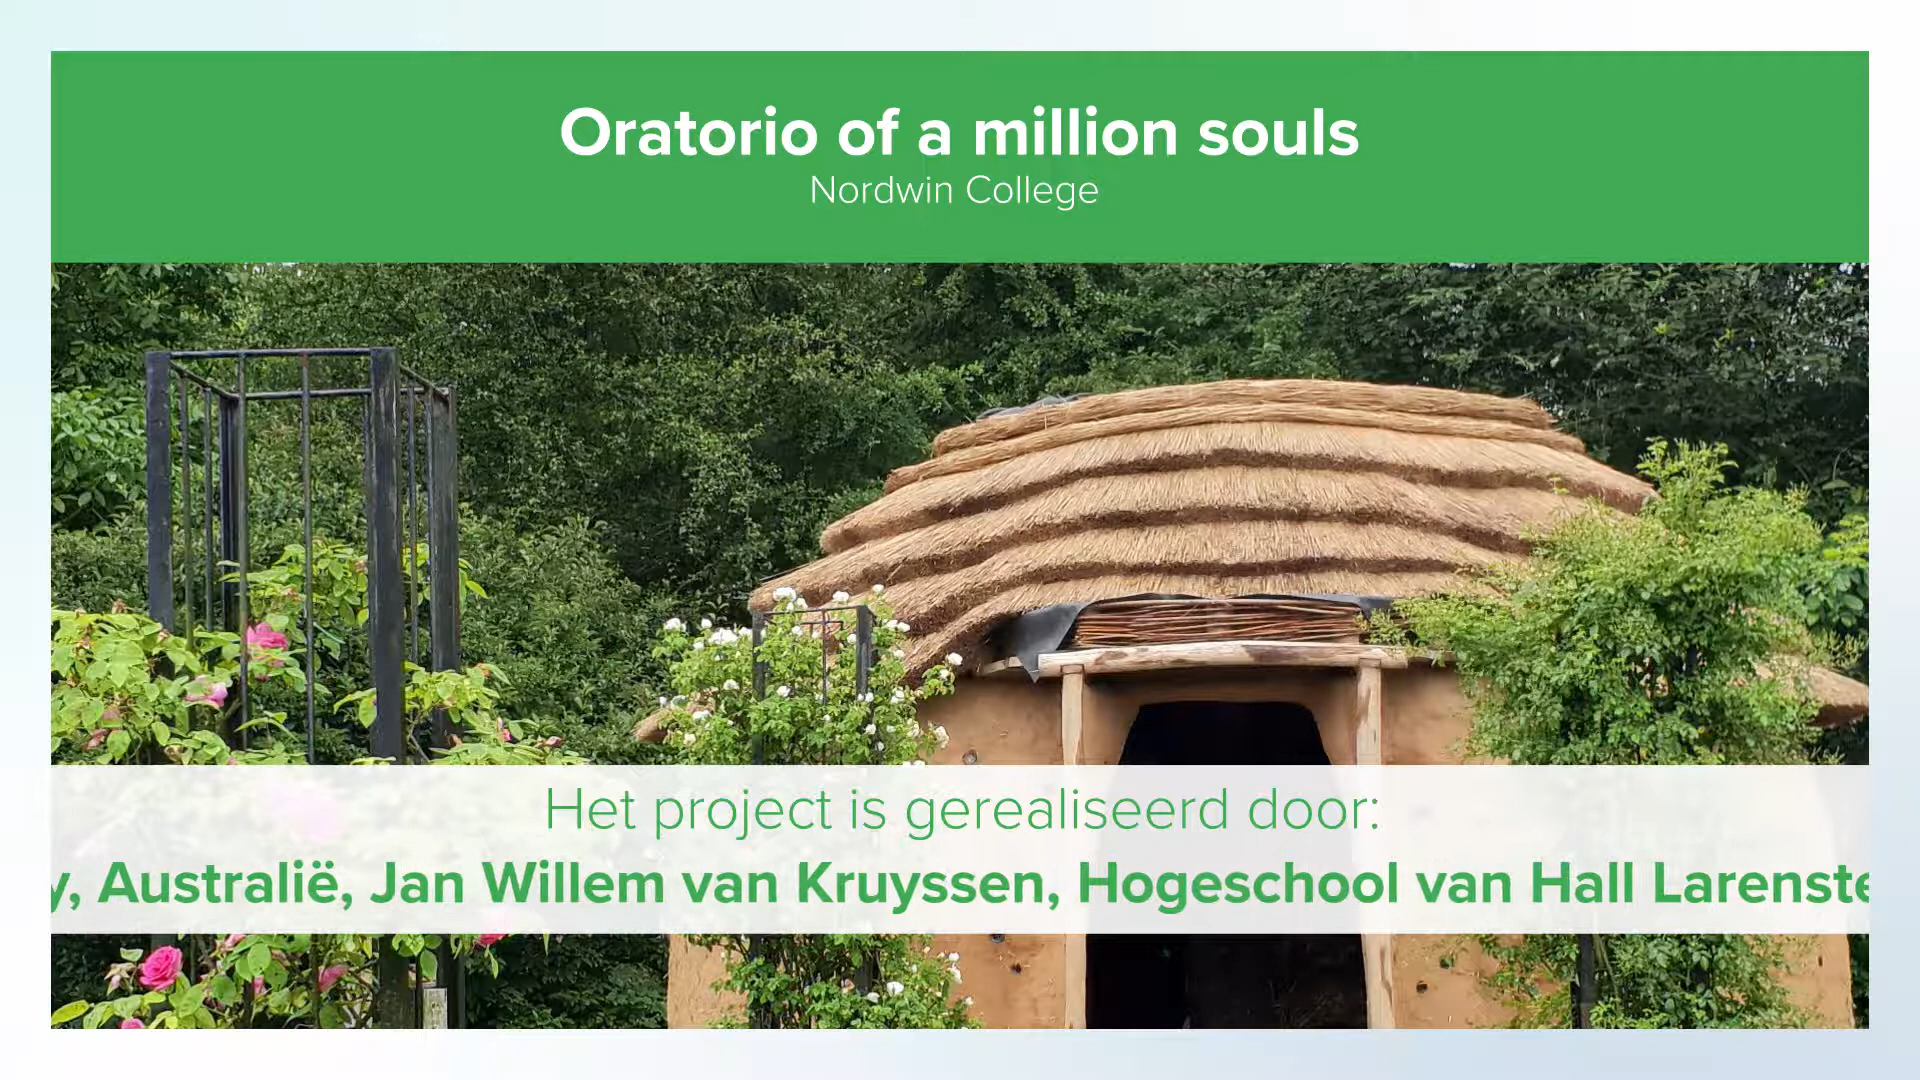 Oratorio of a million souls
Nordwin College
Het project is gerealiseerd door:
Australië, Jan Willem van Kruyssen, Hogeschool van Hall